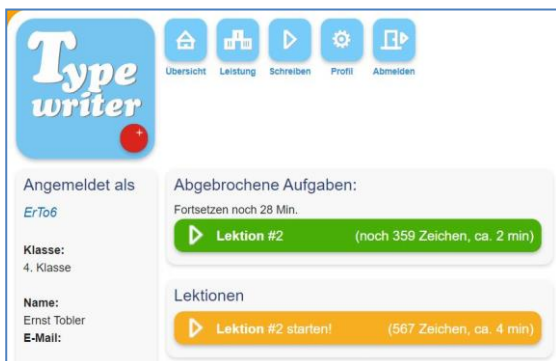 Type
writer
+
Übersicht Leistung Schreiben Profil Abmelden
Angemeldet als
ErTo6
Klasse:
4. Klasse
Name:
Ernst Tobler
E-Mail:
Abgebrochene Aufgaben:
Fortsetzen noch 28 Min.
Lektion #2 (noch 359 Zeichen, ca. 2 min)
Lektionen
Lektion #2 starten! (567 Zeichen, ca. 4 min)